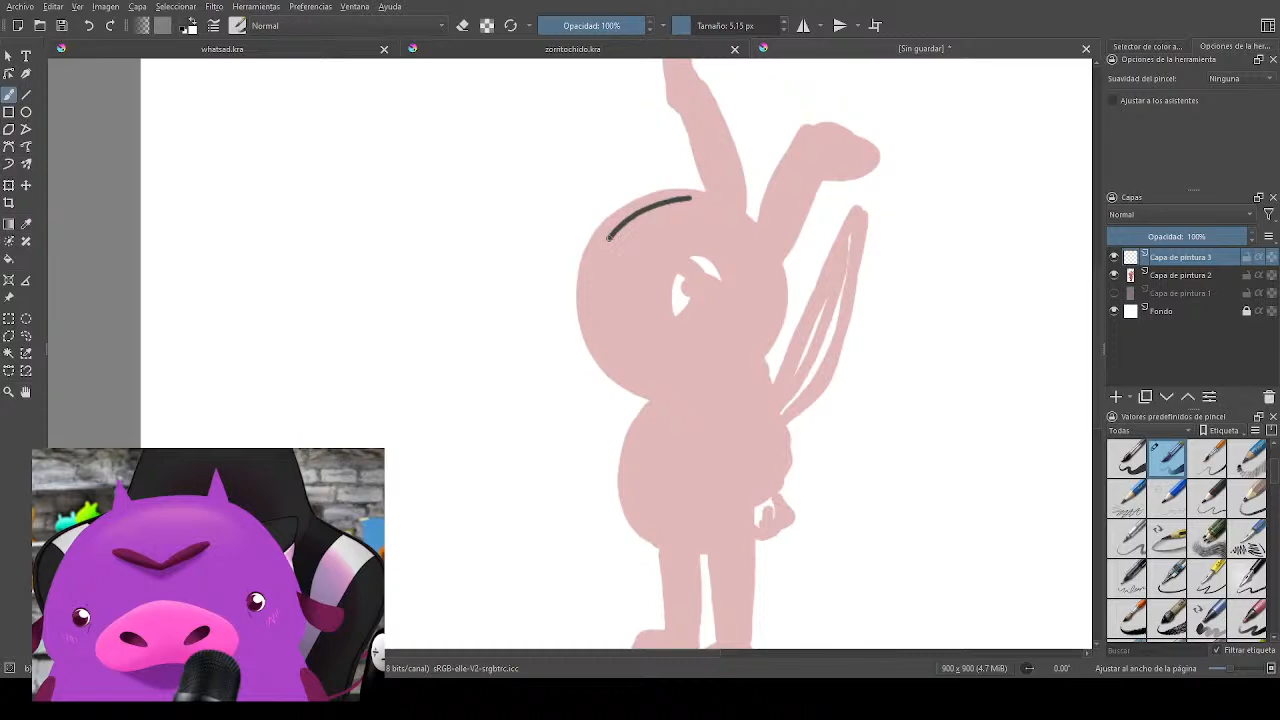 Archivo Editar Ver Imagen Capa Seleccionar Filtro Herramientas Preferencias Ventana Ayuda
Normal Opacidad: 100% Tamaño: 5.15 px
whatsad.kra zorritochido.kra [Sin guardar] *
Selector de color a... Opciones de la her...
Opciones de la herramienta
Suavidad del pincel: Ninguna
Ajustar a los asistentes
Capas
Normal
Opacidad: 100%
Capa de pintura 3
Capa de pintura 2
Capa de pintura 1
Fondo
Valores predefinidos de pincel
Todas Etiqueta
Buscar Filtrar etiqueta
8 bits/canal) sRGB-elle-V2-srgbtrc.icc 900 x 900 (4.7 MiB) 0.00° Ajustar al ancho de la página